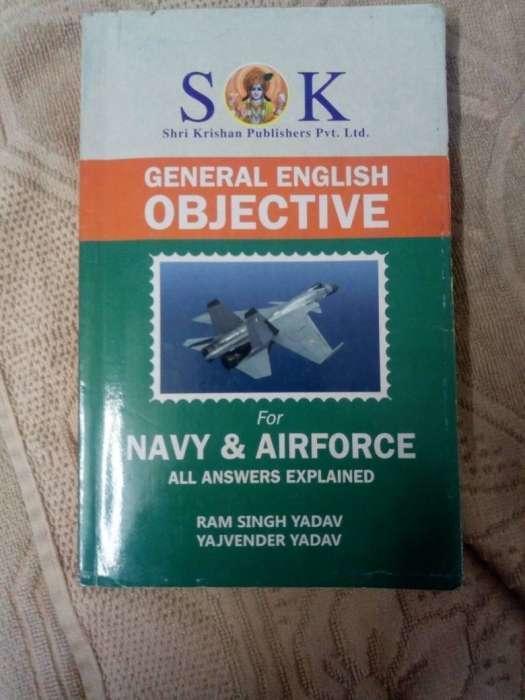 S K
Shri Krishan Publishers Pvt. Ltd.
GENERAL ENGLISH
OBJECTIVE
For
NAVY & AIRFORCE
ALL ANSWERS EXPLAINED
RAM SINGH YADAV
YAJVENDER YADAV